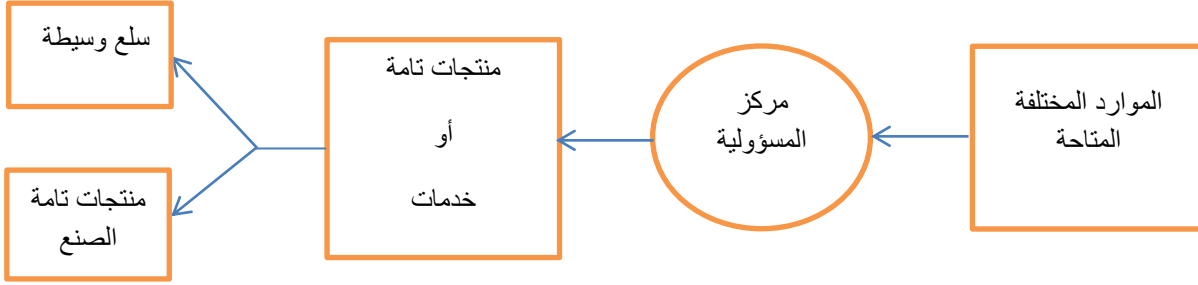 الموارد المختلفة
المتاحة
مركز
المسؤولية
منتجات تامة
أو
خدمات
سلع وسيطة
منتجات تامة
الصنع